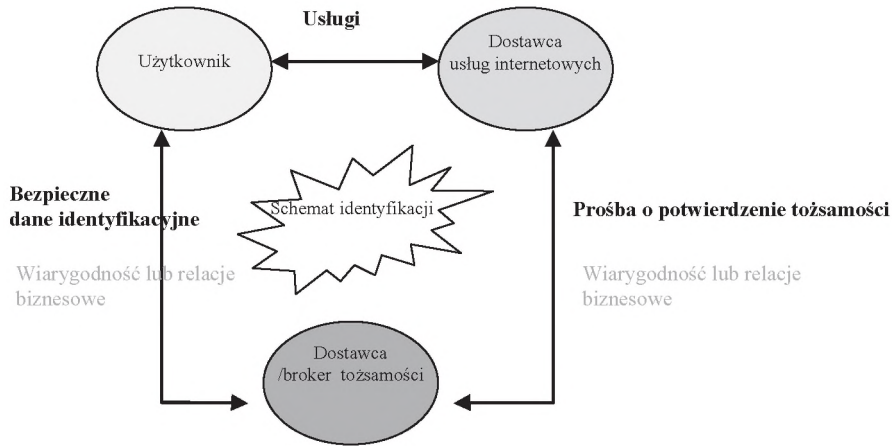 Usługi
Użytkownik
Dostawca
usług internetowych
Bezpieczne
dane identyfikacyjne
Schemat identyfikacji
Prośba o potwierdzenie tożsamości
Wiarygodność lub relacje
biznesowe
Wiarygodność lub relacje
biznesowe
Dostawca
/broker tożsamości